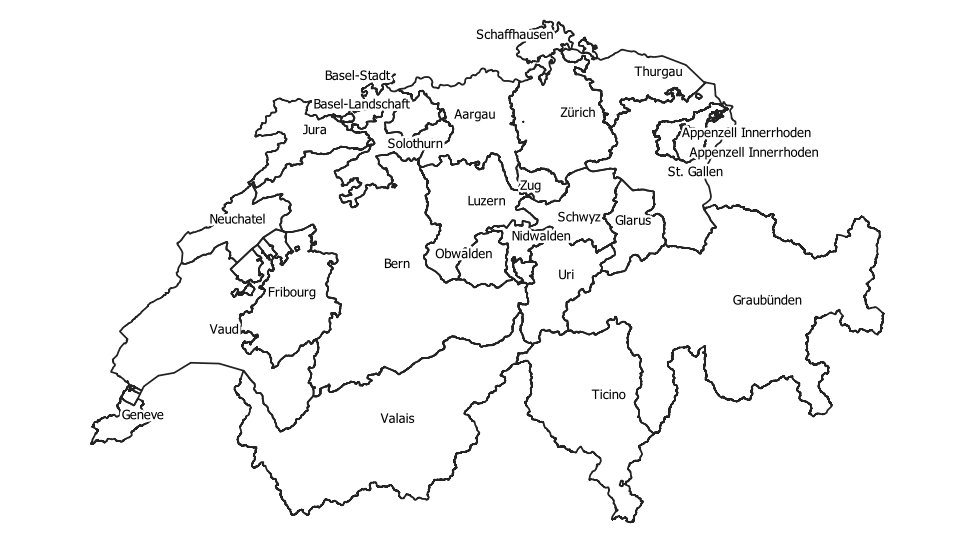 Schaffhausen
Thurgau
Basel-Stadt
Basel-Landschaft
Aargau
Zürich
Jura
Solothurn
Appenzell Innerrhoden
Appenzell Innerrhoden
St. Gallen
Zug
Luzern
Neuchatel
Schwyz
Glarus
Nidwalden
Obwalden
Bern
Uri
Fribourg
Graubünden
Vaud
Ticino
Geneve
Valais